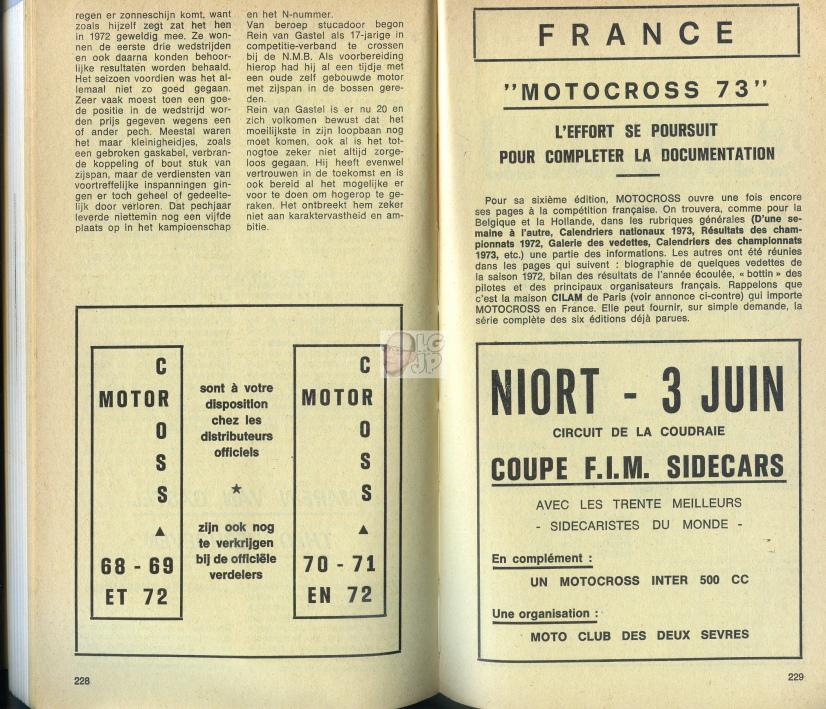 regen er zonneschijn komt, want
zoals hijzelf zegt zat het hen
in 1972 geweldig mee. Ze won-
nen de eerste drie wedstrijden
en ook daarna konden behoor-
lijke resultaten worden behaald.
Het seizoen voordien was het al-
lemaal niet zo goed gegaan.
Zeer vaak moest toen een goe-
de positie in de wedstrijd wor-
den prijs gegeven wegens een
of ander pech. Meestal waren
het maar kleinigheidjes, zoals
een gebroken gaskabel, verbran-
de koppeling of bout stuk van
zijspan, maar de verdiensten van
voortreffelijke inspanningen gin-
gen er toch geheel of gedeelte-
lijk door verloren. Dat pechjaar
leverde niettemin nog een vijfde
plaats op in het kampioenschap
en het N-nummer.
Van beroep stucadoor begon
Rein van Gastel als 17-jarige in
competitie-verband te crossen
bij de N.M.B. Als voorbereiding
hierop had hij al een tijdje met
een oude zelf gebouwde motor
met zijspan in de bossen gere-
den.
Rein van Gastel is er nu 20 en
zich volkomen bewust dat het
moeilijkste in zijn loopbaan nog
moet komen, ook al is het tot-
nogtoe zeker niet altijd zorge-
loos gegaan. Hij heeft evenwel
vertrouwen in de toekomst en is
ook bereid al het mogelijke er
voor te doen om hogerop te ge-
raken. Het ontbreekt hem zeker
niet aan karaktervastheid en am-
bitie.
C
MOTOR
O
S
S
▲
68 - 69
ET 72
sont à votre
disposition
chez les
distributeurs
officiels
★
zijn ook nog
te verkrijgen
bij de officiële
verdelers
C
MOTOR
O
S
S
▲
70 - 71
EN 72
228
LG
JP
FRANCE
"MOTOCROSS 73"
L'EFFORT SE POURSUIT
POUR COMPLETER LA DOCUMENTATION
Pour sa sixième édition, MOTOCROSS ouvre une fois encore
ses pages à la compétition française. On trouvera, comme pour la
Belgique et la Hollande, dans les rubriques générales (D'une se-
maine à l'autre, Calendriers nationaux 1973, Résultats des cham-
pionnats 1972, Galerie des vedettes, Calendriers des championnats
1973, etc.) une partie des informations. Les autres ont été réunies
dans les pages qui suivent : biographie de quelques vedettes de
la saison 1972, bilan des résultats de l'année écoulée, « bottin » des
pilotes et des principaux organisateurs français. Rappelons que
c'est la maison CILAM de Paris (voir annonce ci-contre) qui importe
MOTOCROSS en France. Elle peut fournir, sur simple demande, la
série complète des six éditions déjà parues.
NIORT - 3 JUIN
CIRCUIT DE LA COUDRAIE
COUPE F.I.M. SIDECARS
AVEC LES TRENTE MEILLEURS
- SIDECARISTES DU MONDE -
En complément :
UN MOTOCROSS INTER 500 CC
Une organisation :
MOTO CLUB DES DEUX SEVRES
229